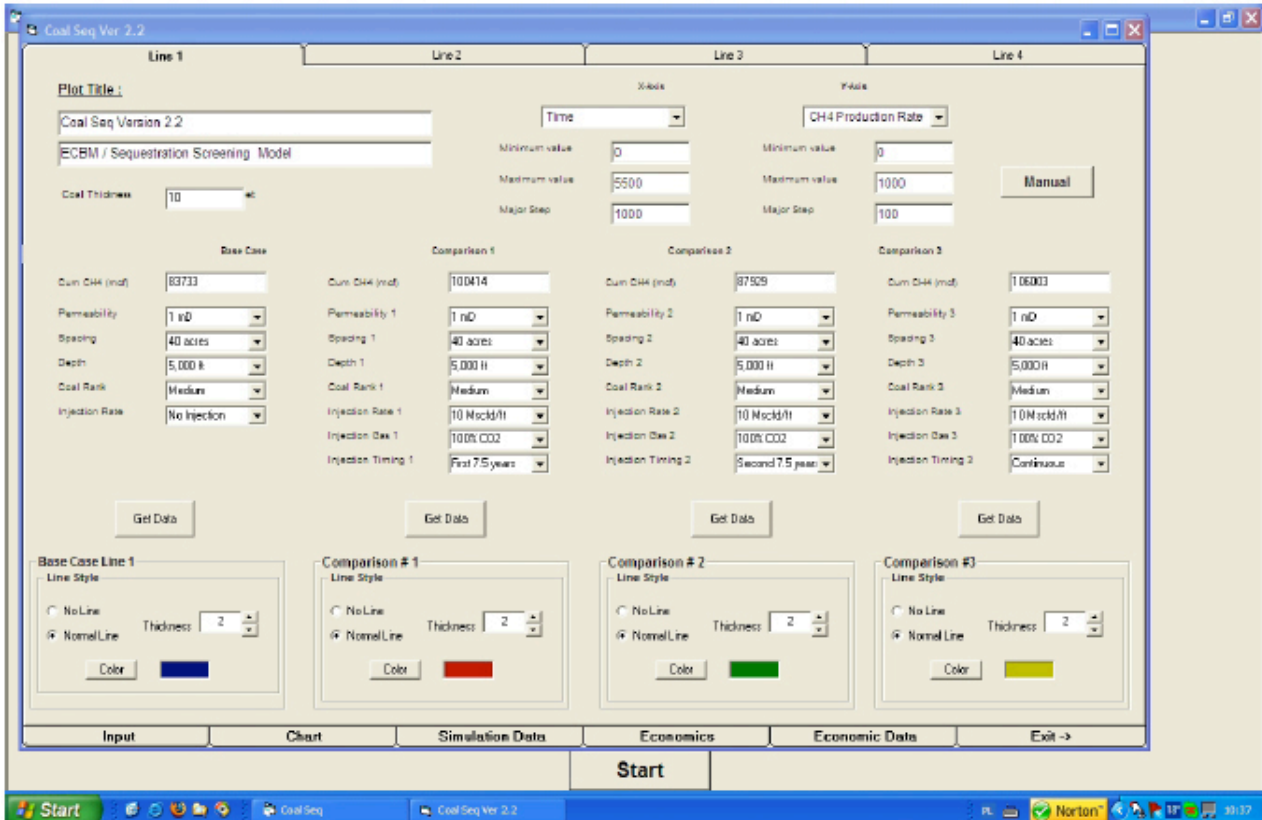 Coal Seq Ver 2.2
Line 1 Line 2 Line 3 Line 4
Plot Title :
X-Axis Y-Axis
Coal Seq Version 2.2
Time CH4 Production Rate
ECBM / Sequestration Screening Model
Minimum value 0 Minimum value 0
Maximum value 5500 Maximum value 1000 Manual
Coal Thickness 10
Major Step 1000 Major Step 100
Base Case Comparison 1 Comparison 2 Comparison 3
Cum CH4 (mcf) 83733 Cum CH4 (mcf) 100414 Cum CH4 (mcf) 87929 Cum CH4 (mcf) 106003
Permeability 1 mD Permeability 1 1 mD Permeability 2 1 mD Permeability 3 1 mD
Spacing 40 acres Spacing 1 40 acres Spacing 2 40 acres Spacing 3 40 acres
Depth 5,000 ft Depth 1 5,000 ft Depth 2 5,000 ft Depth 3 5,000 ft
Coal Rank Medium Coal Rank 1 Medium Coal Rank 2 Medium Coal Rank 3 Medium
Injection Rate No Injection Injection Rate 1 10 Mscfd/ft Injection Rate 2 10 Mscfd/ft Injection Rate 3 10 Mscfd/ft
Injection Gas 1 100% CO2 Injection Gas 2 100% CO2 Injection Gas 3 100% CO2
Injection Timing 1 First 7.5 years Injection Timing 2 Second 7.5 years Injection Timing 3 Continuous
Get Data Get Data Get Data Get Data
Base Case Line 1 Comparison # 1 Comparison # 2 Comparison #3
Line Style Line Style Line Style Line Style
No Line No Line No Line No Line
Thickness 2 Thickness 2 Thickness 2 Thickness 2
Normal Line Normal Line Normal Line Normal Line
Color Color Color Color
Input Chart Simulation Data Economics Economic Data Exit ->
Start
Start Coal Seq Coal Seq Ver 2.2 PL Norton™ 18° 10:37